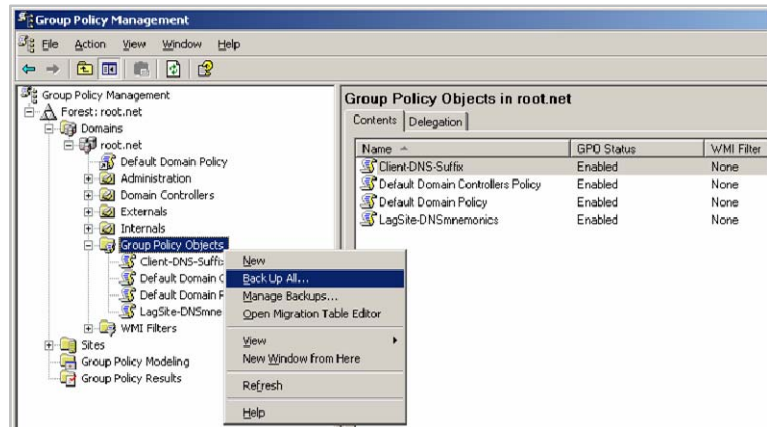 Group Policy Management
File Action View Window Help
Group Policy Management
Forest: root.net
Domains
root.net
Default Domain Policy
Administration
Domain Controllers
Externals
Internals
Group Policy Objects
Client-DNS-Suffi
Default Domain C
Default Domain P
LagSite-DNSmne
WMI Filters
Sites
Group Policy Modeling
Group Policy Results
New
Back Up All...
Manage Backups...
Open Migration Table Editor
View
New Window from Here
Refresh
Help
Group Policy Objects in root.net
Contents Delegation
Name GPO Status WMI Filter
Client-DNS-Suffix Enabled None
Default Domain Controllers Policy Enabled None
Default Domain Policy Enabled None
LagSite-DNSmnemonics Enabled None